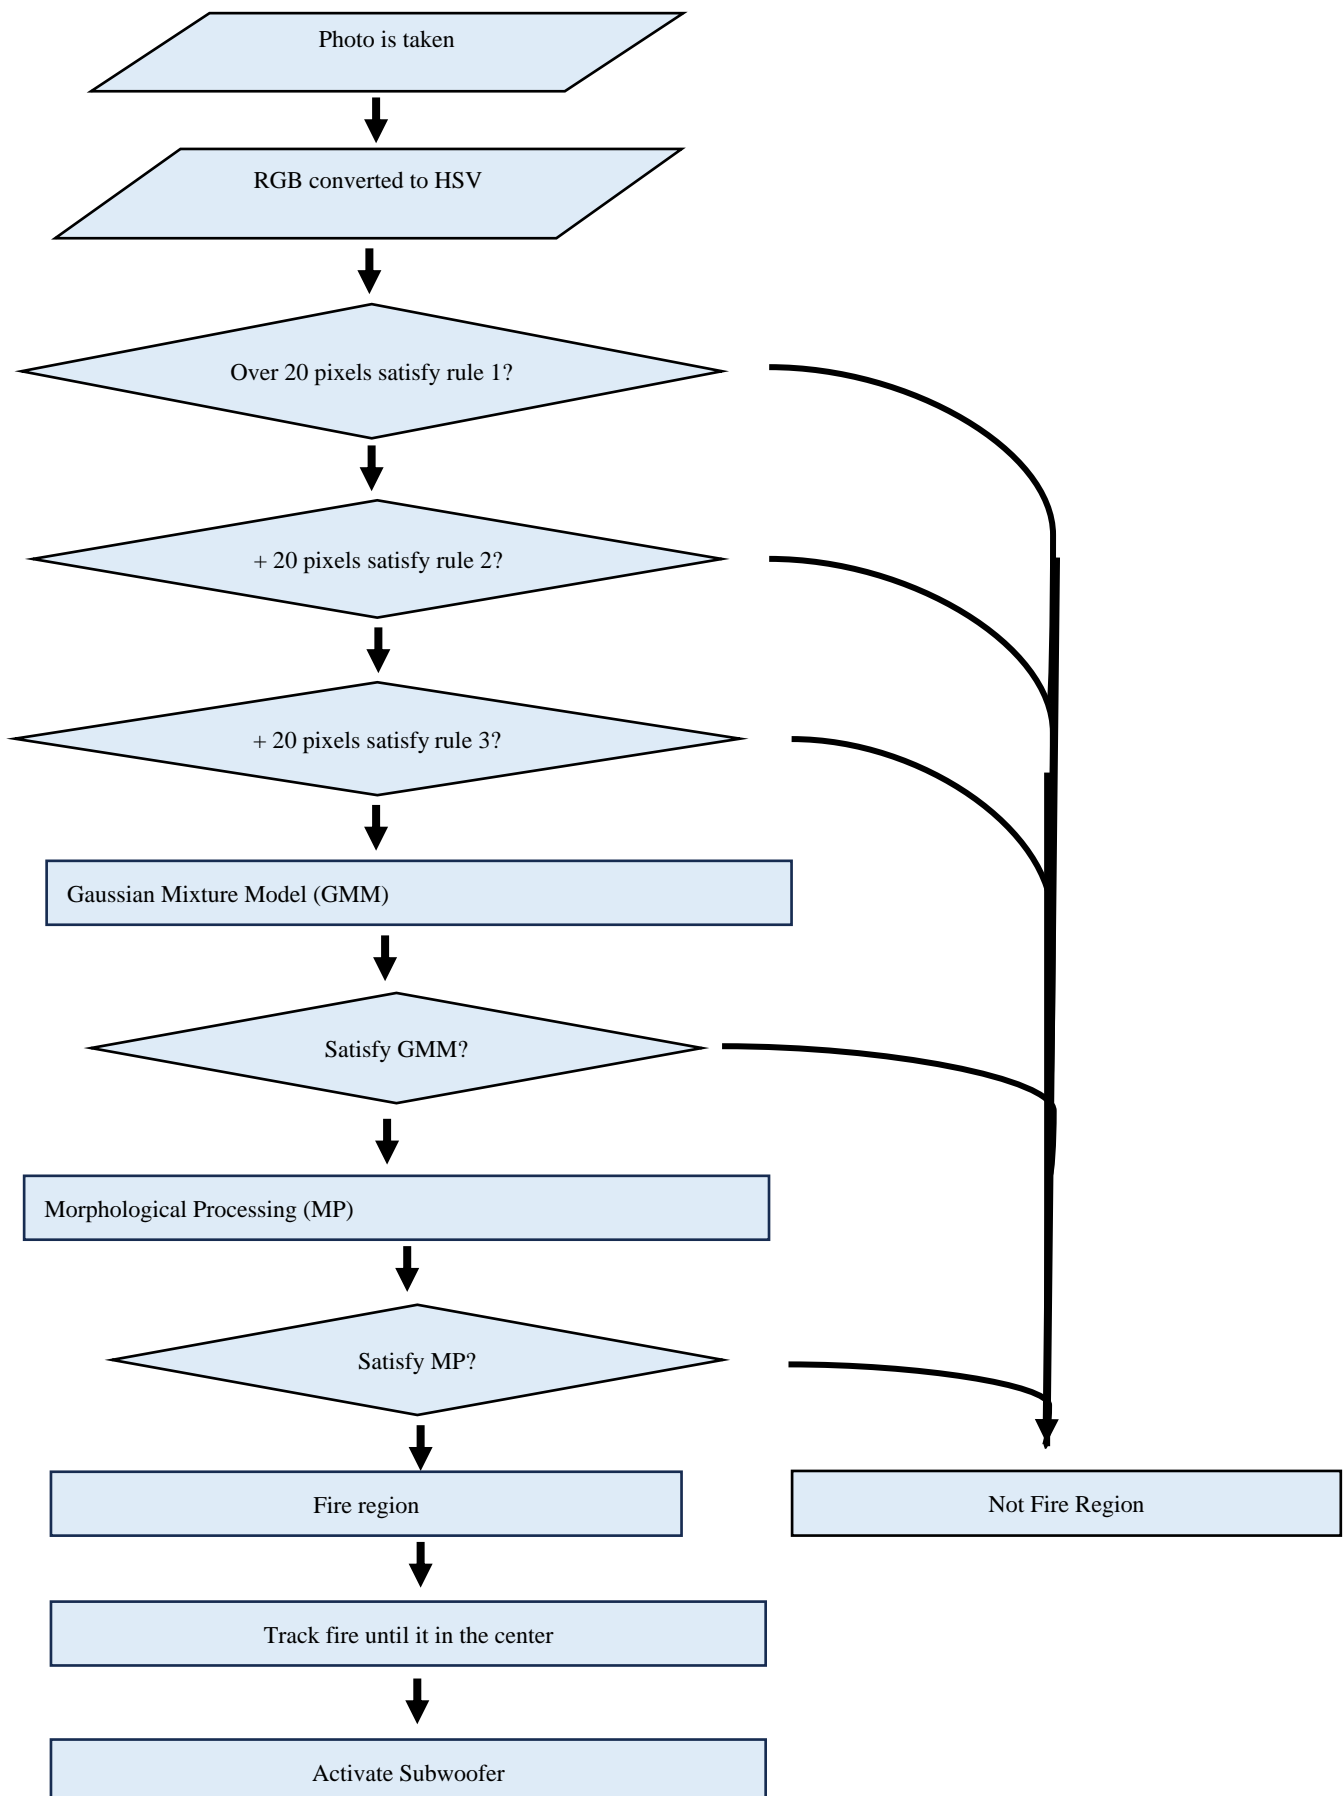 Photo is taken
RGB converted to HSV
Over 20 pixels satisfy rule 1?
+ 20 pixels satisfy rule 2?
+ 20 pixels satisfy rule 3?
Gaussian Mixture Model (GMM)
Satisfy GMM?
Morphological Processing (MP)
Satisfy MP?
Fire region
Not Fire Region
Track fire until it in the center
Activate Subwoofer